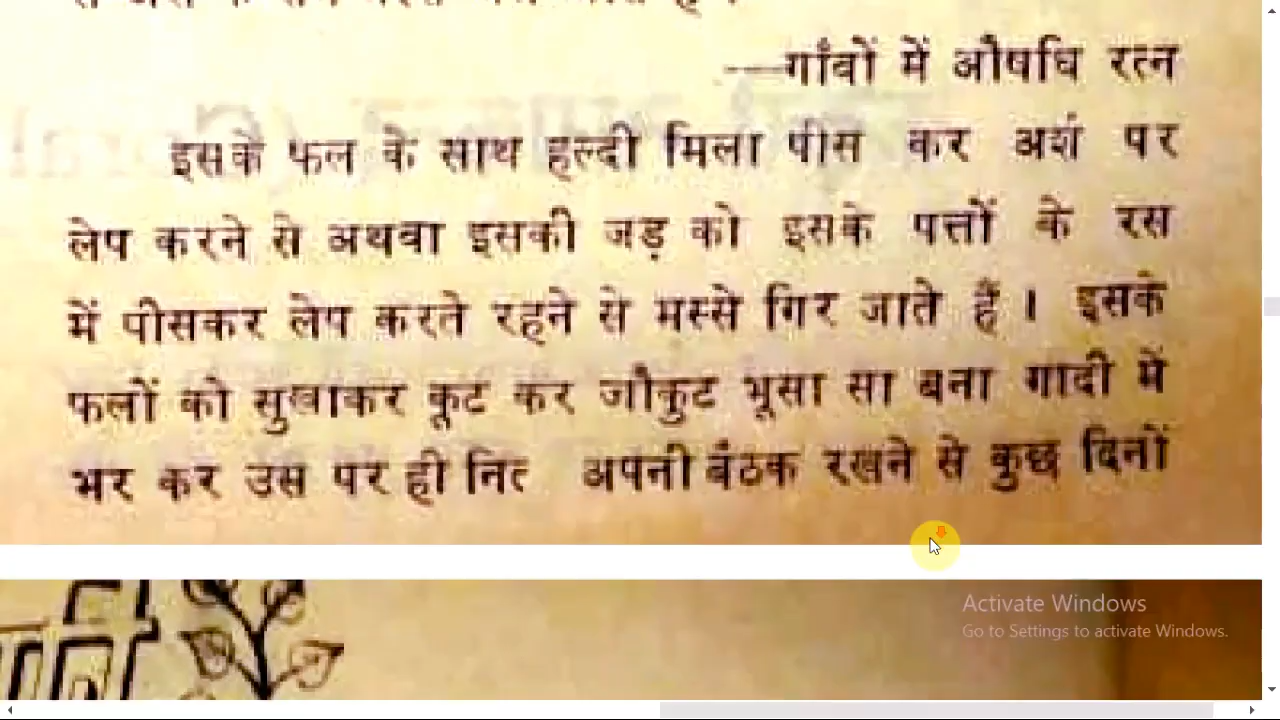 —गाँवों में औषधि रत्न
इसके फल के साथ हल्दी मिला पीस कर अर्श पर
लेप करने से अथवा इसकी जड़ को इसके पत्तों के रस
में पीसकर लेप करते रहने से मस्से गिर जाते हैं । इसके
फलों को सुखाकर कूट कर जौकुट भूसा सा बना गादी में
भर कर उस पर ही नित अपनी बैठक रखने से कुछ दिनों
Activate Windows
Go to Settings to activate Windows.